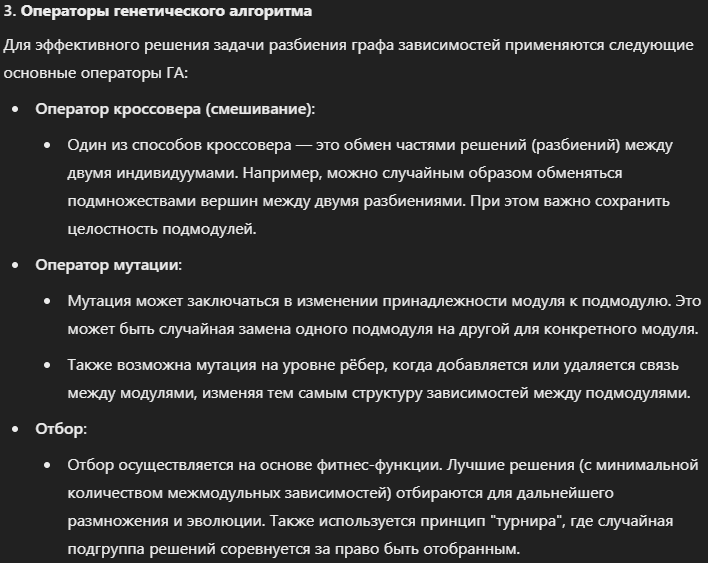 3. Операторы генетического алгоритма
Для эффективного решения задачи разбиения графа зависимостей применяются следующие
основные операторы ГА:
• Оператор кроссовера (смешивание):
• Один из способов кроссовера — это обмен частями решений (разбиений) между
двумя индивидуумами. Например, можно случайным образом обменяться
подмножествами вершин между двумя разбиениями. При этом важно сохранить
целостность подмодулей.
• Оператор мутации:
• Мутация может заключаться в изменении принадлежности модуля к подмодулю. Это
может быть случайная замена одного подмодуля на другой для конкретного модуля.
• Также возможна мутация на уровне рёбер, когда добавляется или удаляется связь
между модулями, изменяя тем самым структуру зависимостей между подмодулями.
• Отбор:
• Отбор осуществляется на основе фитнес-функции. Лучшие решения (с минимальной
количеством межмодульных зависимостей) отбираются для дальнейшего
размножения и эволюции. Также используется принцип "турнира", где случайная
подгруппа решений соревнуется за право быть отобранным.